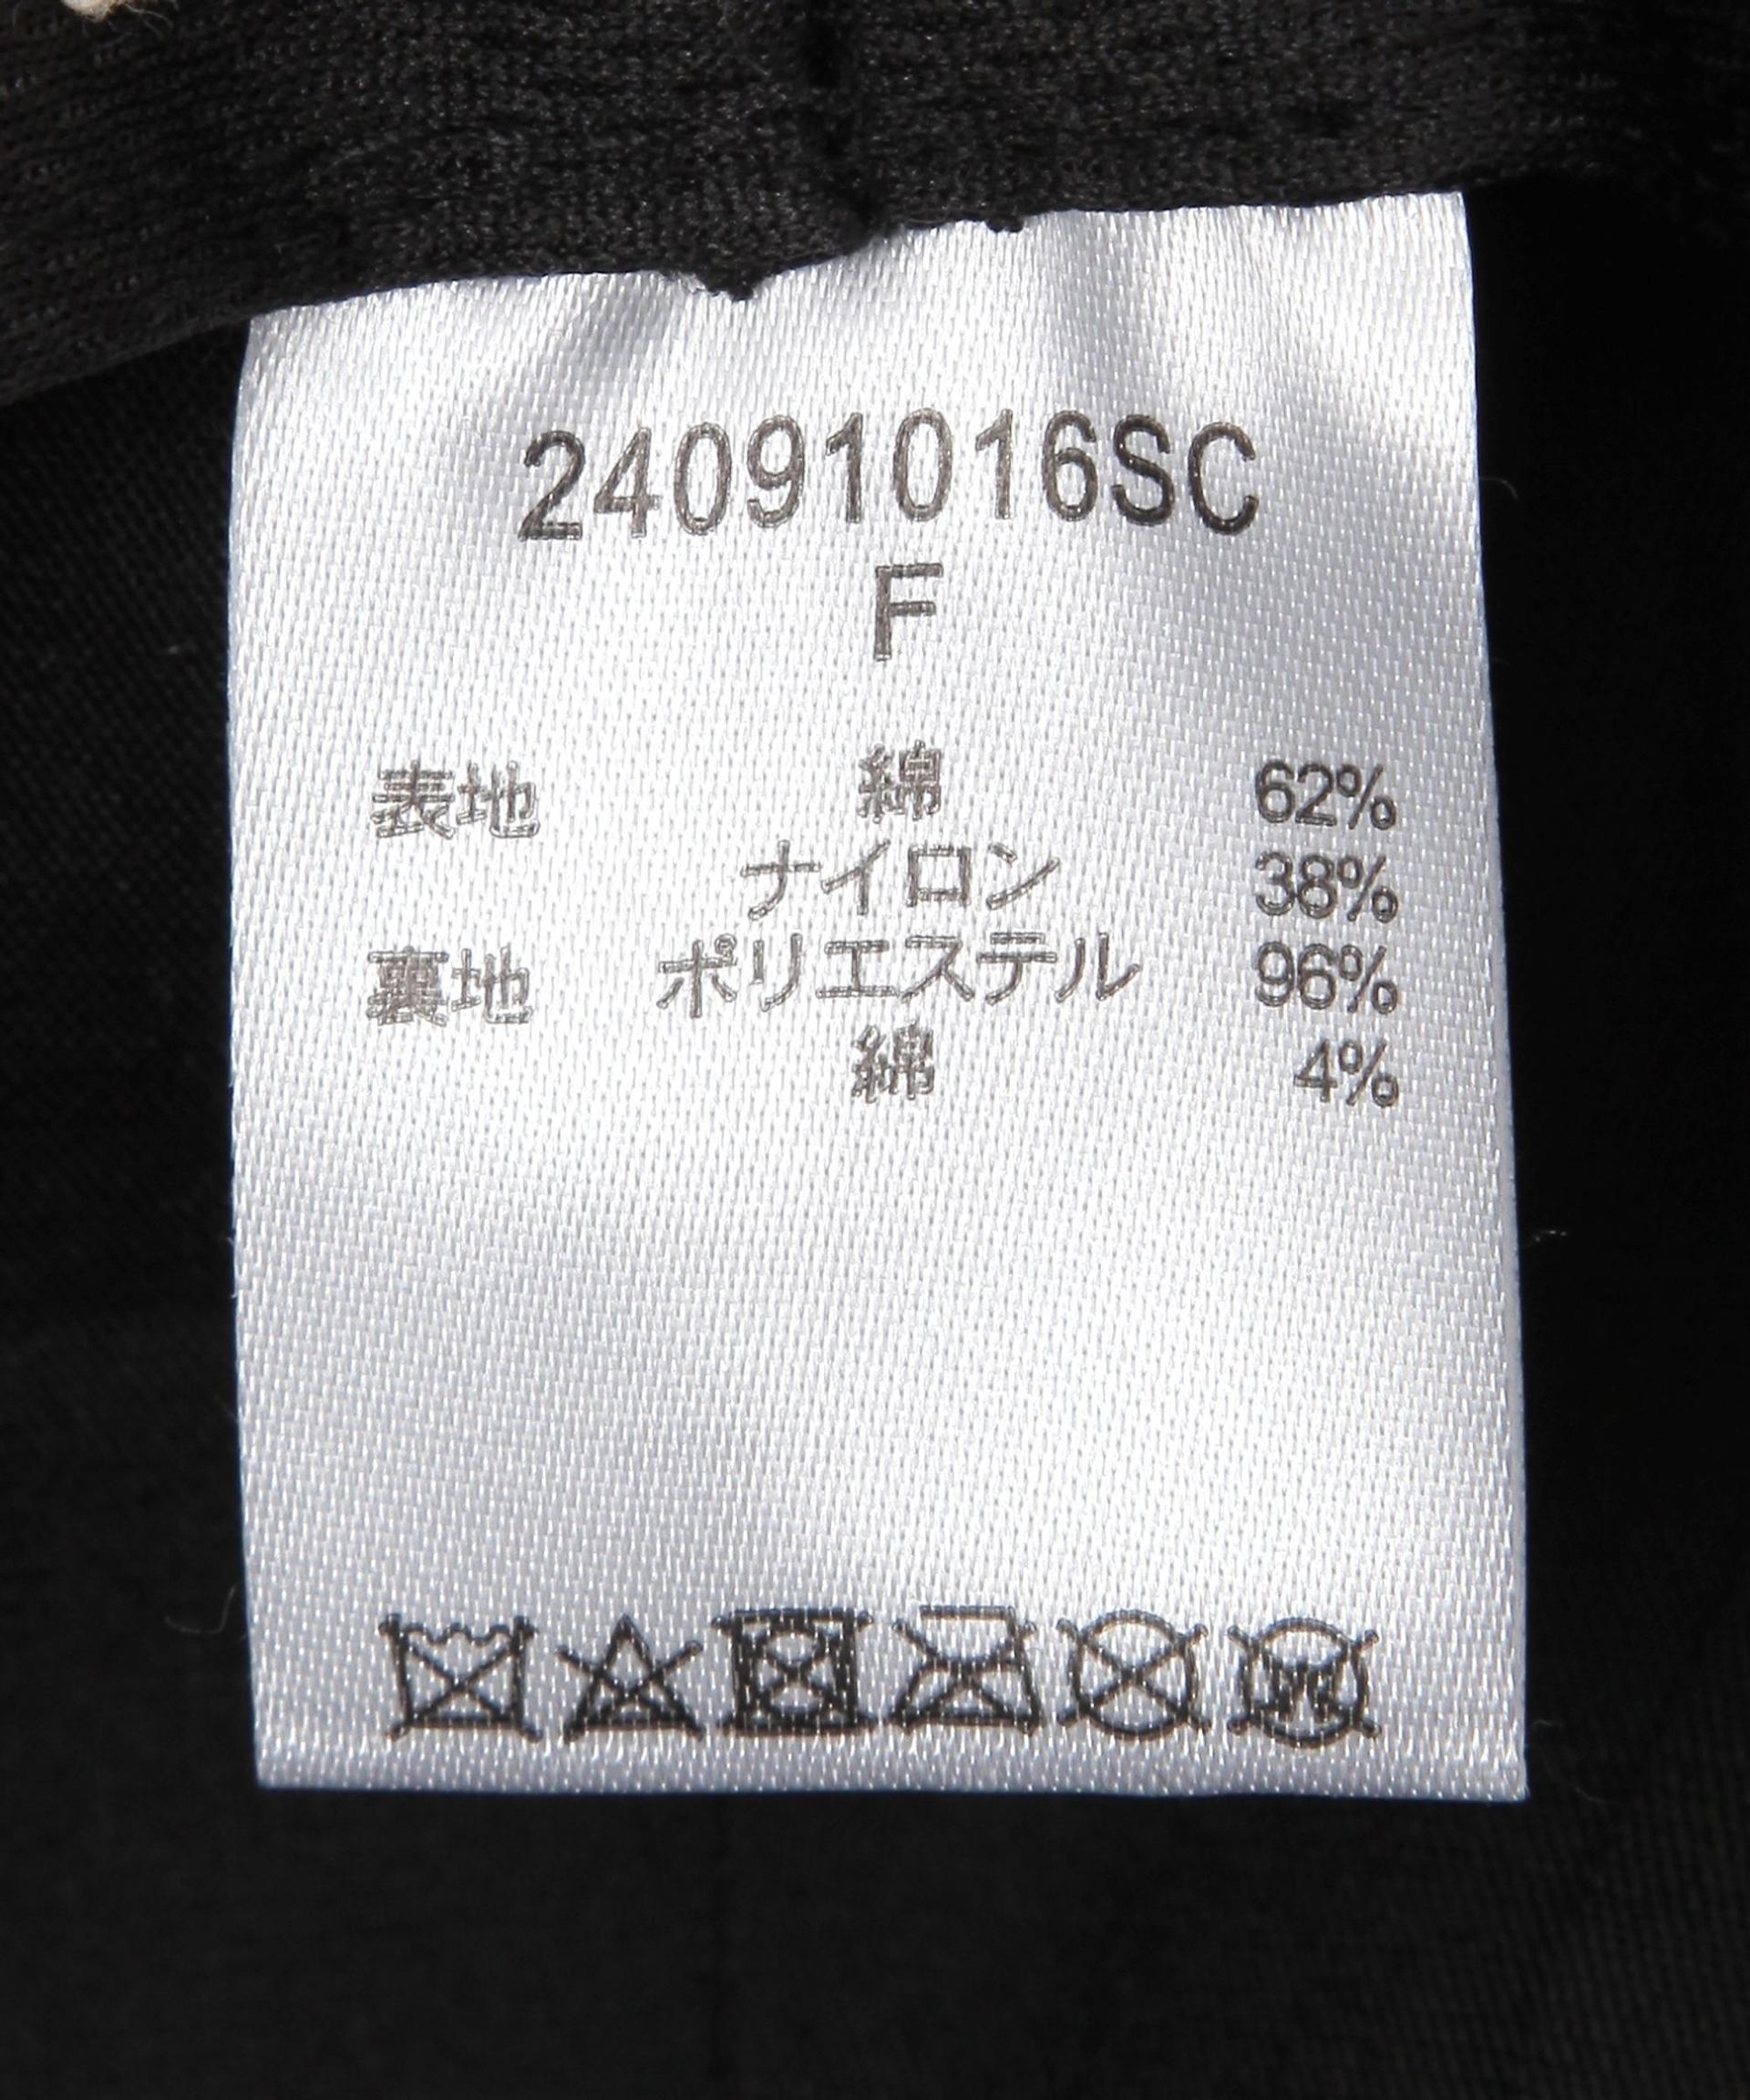 24091016SC
F
表地 綿 62%
ナイロン 38%
裏地 ポリエステル 96%
綿 4%